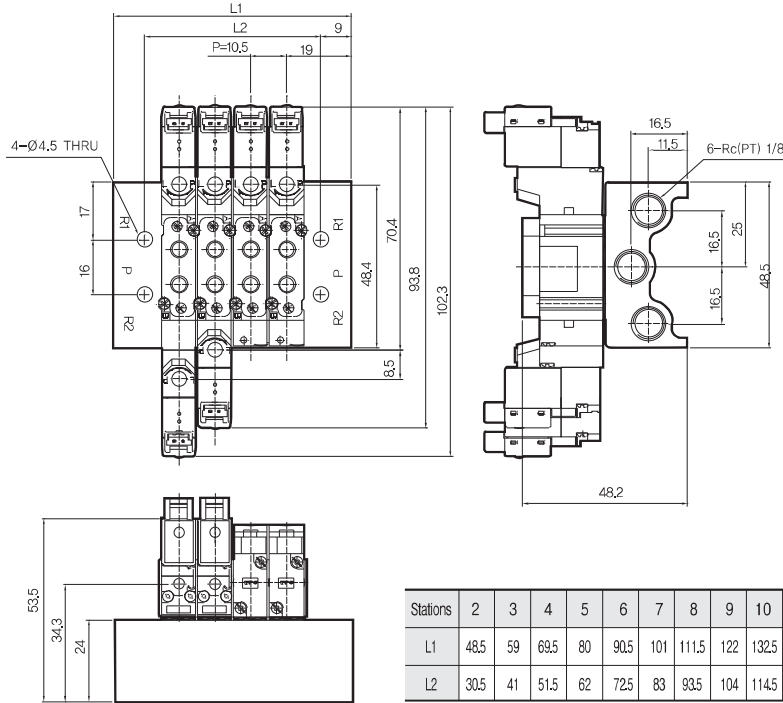 L1
L2
9
P=10.5
19
4-Ø4.5 THRU
17
16
R1
P
R2
R1
P
R2
48.4
70.4
93.8
102.3
8.5
16.5
11.5
6-Rc(PT) 1/8
16.5
16.5
25
48.5
48.2
53.5
34.3
24
Stations 2 3 4 5 6 7 8 9 10
L1 48.5 59 69.5 80 90.5 101 111.5 122 132.5
L2 30.5 41 51.5 62 72.5 83 93.5 104 114.5